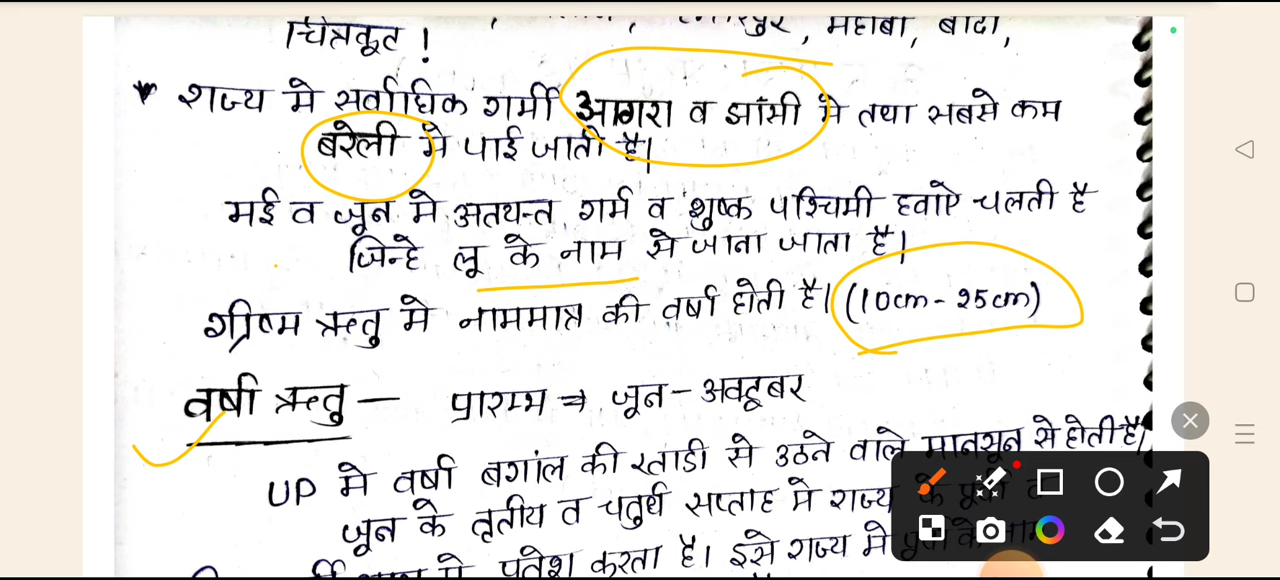 चित्रकूट ! महोबा, बांदा,
* राज्य मे सर्वाधिक गर्मी आगरा व झाँसी मे तथा सबसे कम
बरेली मे पाई जाती है।
मई व जून मे अतयन्त गर्म व शुष्क पश्चिमी हवाऐ चलती है
जिन्हे लू के नाम से जाता जाता है।
ग्रीष्म ऋतु मे नाममात्र की वर्षा होती है। (10cm - 25cm)
वर्षा ऋतु — प्रारम्भ ⇒ जून - अक्टूबर
UP मे वर्षा बगांल की खाडी से उठने वाले मानसून से होती है।
जून के तृतीय व चतुर्थ सप्ताह मे राज्य के
मे प्रवेश करता है। इसे राज्य मे